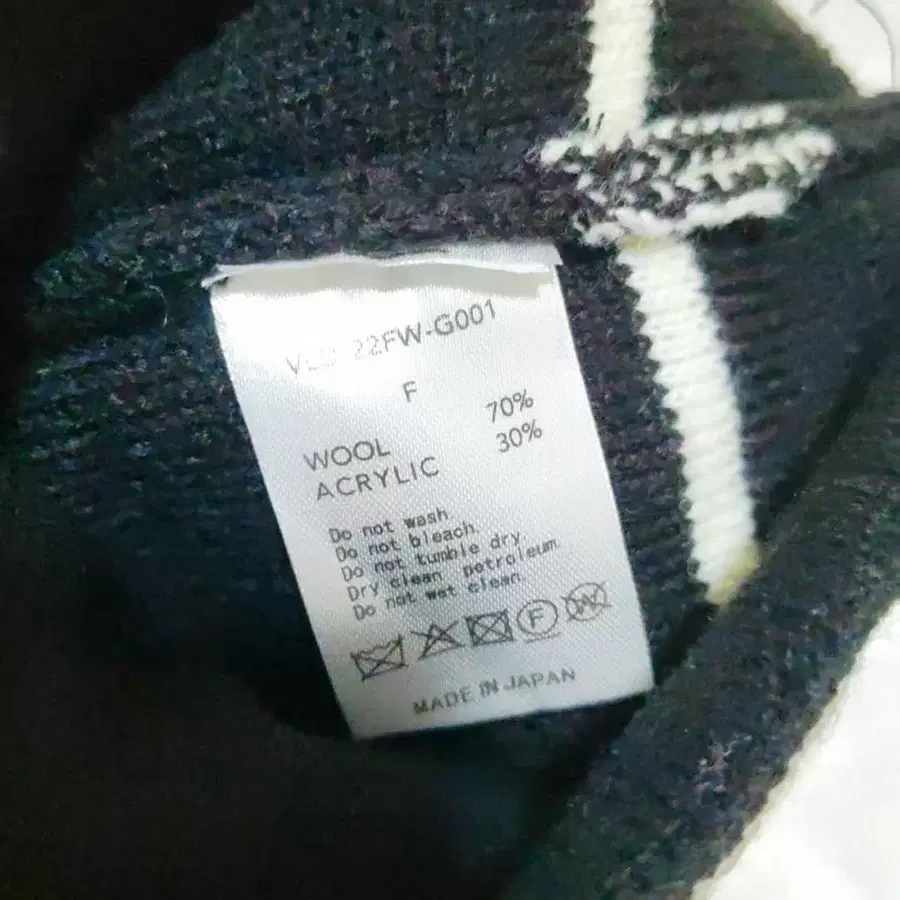 22FW-G001
F
WOOL 70%
ACRYLIC 30%
Do not wash.
Do not bleach.
Do not tumble dry.
Dry clean, petroleum.
Do not wet clean.
F W
MADE IN JAPAN